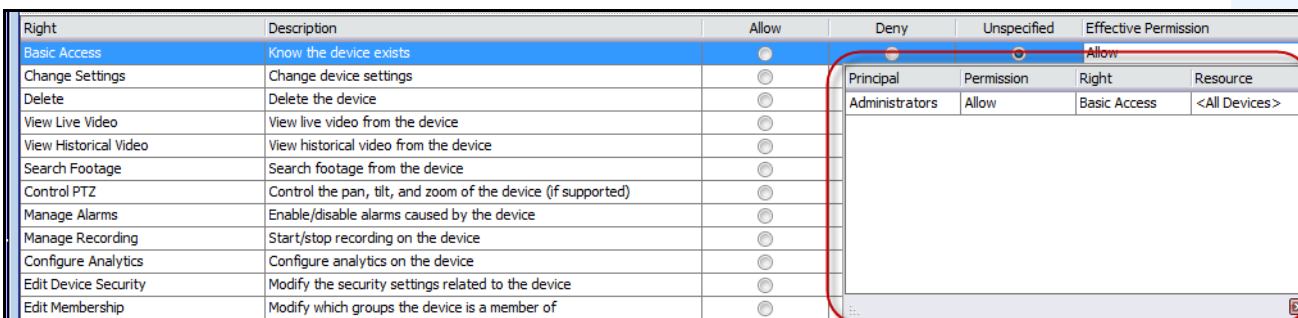 Right Description Allow Deny Unspecified Effective Permission
Basic Access Know the device exists Allow
Change Settings Change device settings
Delete Delete the device
View Live Video View live video from the device
View Historical Video View historical video from the device
Search Footage Search footage from the device
Control PTZ Control the pan, tilt, and zoom of the device (if supported)
Manage Alarms Enable/disable alarms caused by the device
Manage Recording Start/stop recording on the device
Configure Analytics Configure analytics on the device
Edit Device Security Modify the security settings related to the device
Edit Membership Modify which groups the device is a member of
Principal Permission Right Resource
Administrators Allow Basic Access <All Devices>